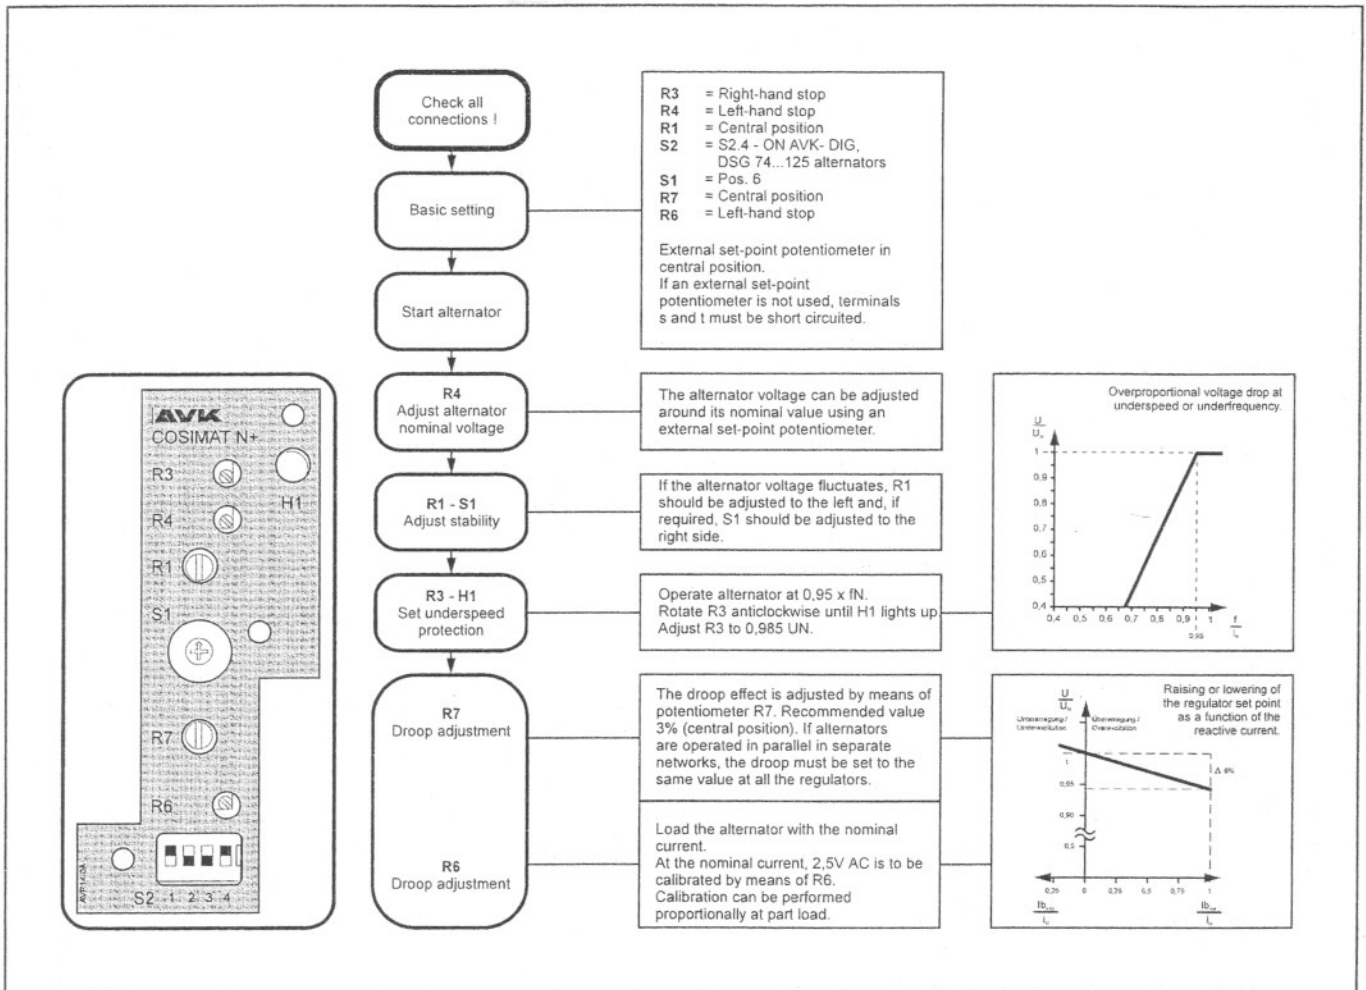 Check all
connections !
Basic setting
Start alternator
R4
Adjust alternator
nominal voltage
R1 - S1
Adjust stability
R3 - H1
Set underspeed
protection
R7
Droop adjustment
R6
Droop adjustment
R3 = Right-hand stop
R4 = Left-hand stop
R1 = Central position
S2 = S2.4 - ON AVK- DIG,
DSG 74...125 alternators
S1 = Pos. 6
R7 = Central position
R6 = Left-hand stop
External set-point potentiometer in
central position.
If an external set-point
potentiometer is not used, terminals
s and t must be short circuited.
The alternator voltage can be adjusted
around its nominal value using an
external set-point potentiometer.
If the alternator voltage fluctuates, R1
should be adjusted to the left and, if
required, S1 should be adjusted to the
right side.
Operate alternator at 0,95 x fN.
Rotate R3 anticlockwise until H1 lights up
Adjust R3 to 0,985 UN.
The droop effect is adjusted by means of
potentiometer R7. Recommended value
3% (central position). If alternators
are operated in parallel in separate
networks, the droop must be set to the
same value at all the regulators.
Load the alternator with the nominal
current.
At the nominal current, 2,5V AC is to be
calibrated by means of R6.
Calibration can be performed
proportionally at part load.
AVK
COSIMAT N+
R3
H1
R4
R1
S1
R7
R6
S2 1 2 3 4
Overproportional voltage drop at
underspeed or underfrequency.
U
1
0,9
0,8
0,7
0,6
0,5
0,4
0,4 0,5 0,6 0,7 0,8 0,9 1
0,95
f
Raising or lowering of
the regulator set point
as a function of the
reactive current.
U
Untererregung /
Underexcitation
Übererregung /
Overexcitation
1
0,95
0,90
0,5
Δ 6%
0,25 0 0,25 0,5 0,75 1